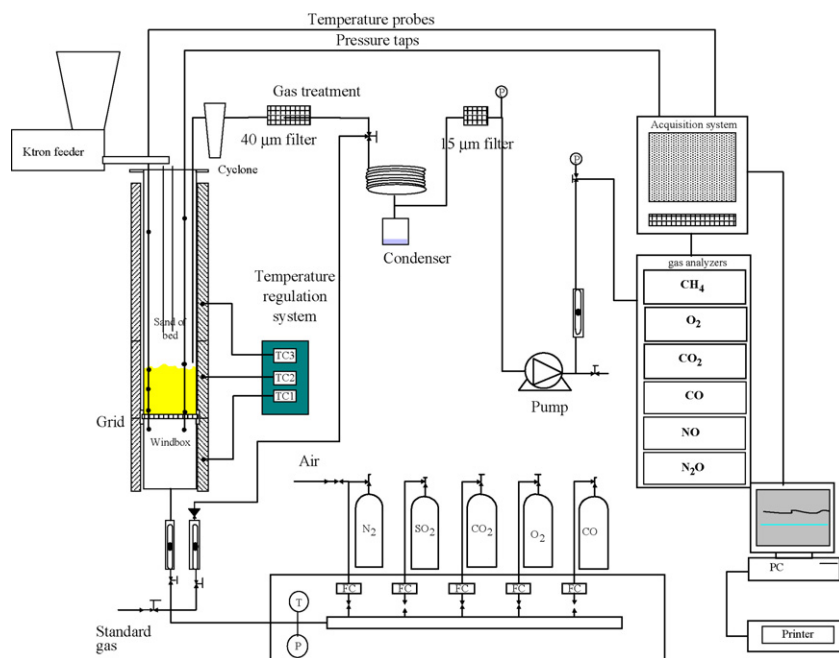 Temperature probes
Pressure taps
Gas treatment
P
40 µm filter
15 µm filter
Acquisition system
Ktron feeder
Cyclone
P
Condenser
gas analyzers
CH4
Temperature
regulation
system
Sand of
bed
O2
TC3
CO2
TC2
TC1
CO
Pump
Grid
Windbox
NO
Air
N2O
N2
SO2
CO2
O2
CO
PC
FC
FC
FC
FC
FC
T
Standard
gas
P
Printer